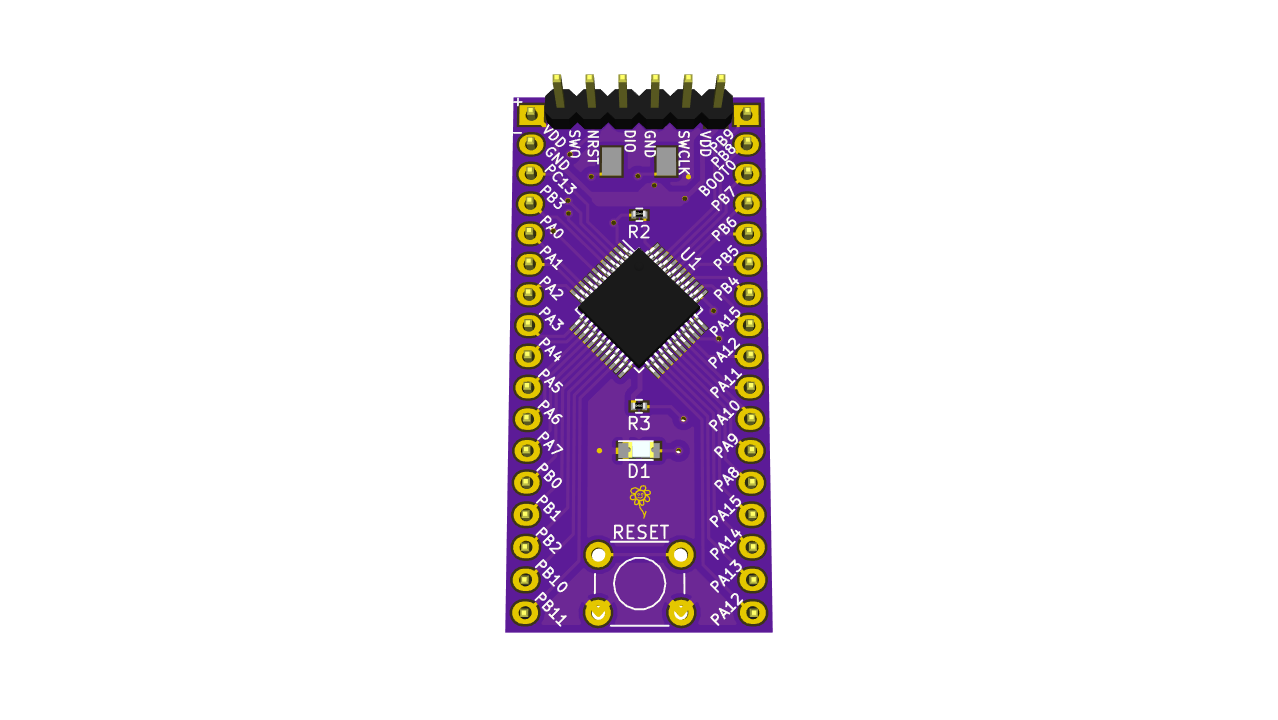 +
−
SWO
NRST
DIO
GND
SWCLK
VDD
VDD
GND
PC13
PB3
PA0
PA1
PA2
PA3
PA4
PA5
PA6
PA7
PB0
PB1
PB2
PB10
PB11
PB9
PB8
BOOT0
PB7
PB6
PB5
PB4
PA15
PA12
PA11
PA10
PA9
PA8
PA15
PA14
PA13
PA12
R2
U1
R3
D1
RESET